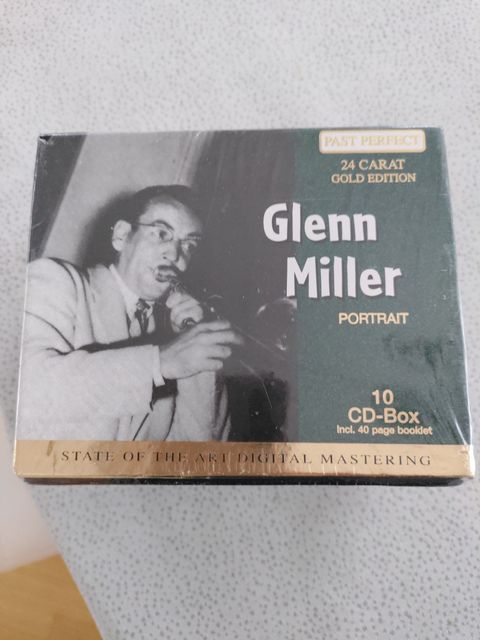 PAST PERFECT
24 CARAT
GOLD EDITION
Glenn
Miller
PORTRAIT
10
CD-Box
Incl. 40 page booklet
STATE OF THE ART DIGITAL MASTERING